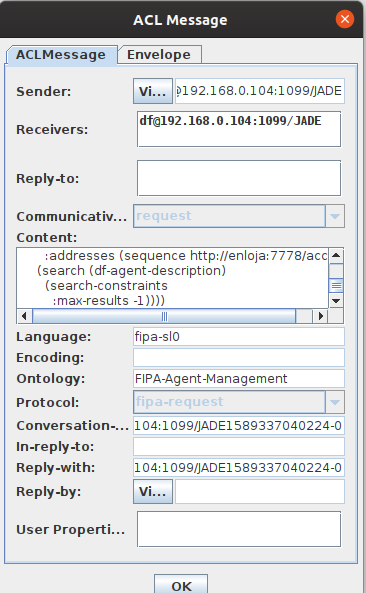 ACL Message
ACLMessage Envelope
Sender: Vi... @192.168.0.104:1099/JADE
Receivers: df@192.168.0.104:1099/JADE
Reply-to:
Communicativ... request
Content:
:addresses (sequence http://enloja:7778/acc
(search (df-agent-description)
(search-constraints
:max-results -1))))
Language: fipa-sl0
Encoding:
Ontology: FIPA-Agent-Management
Protocol: fipa-request
Conversation-... 104:1099/JADE1589337040224-0
In-reply-to:
Reply-with: 104:1099/JADE1589337040224-0
Reply-by: Vi...
User Properti...
OK